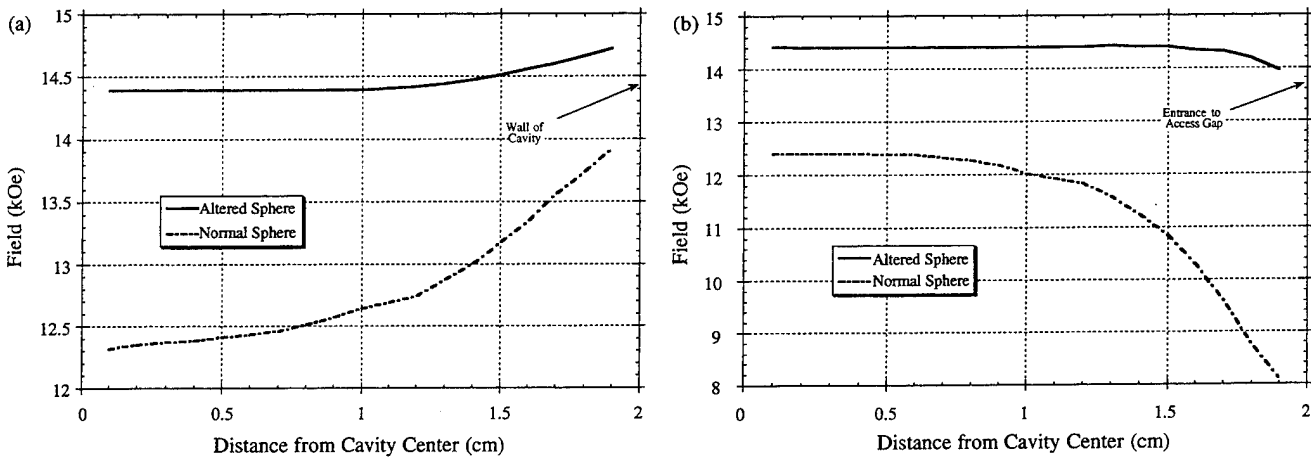 (a)
15
14.5
14
13.5
13
12.5
12
Field (kOe)
0
0.5
1
1.5
2
Distance from Cavity Center (cm)
Wall of
Cavity
Altered Sphere
Normal Sphere
(b)
15
14
13
12
11
10
9
8
Field (kOe)
0
0.5
1
1.5
2
Distance from Cavity Center (cm)
Entrance to
Access Gap
Altered Sphere
Normal Sphere